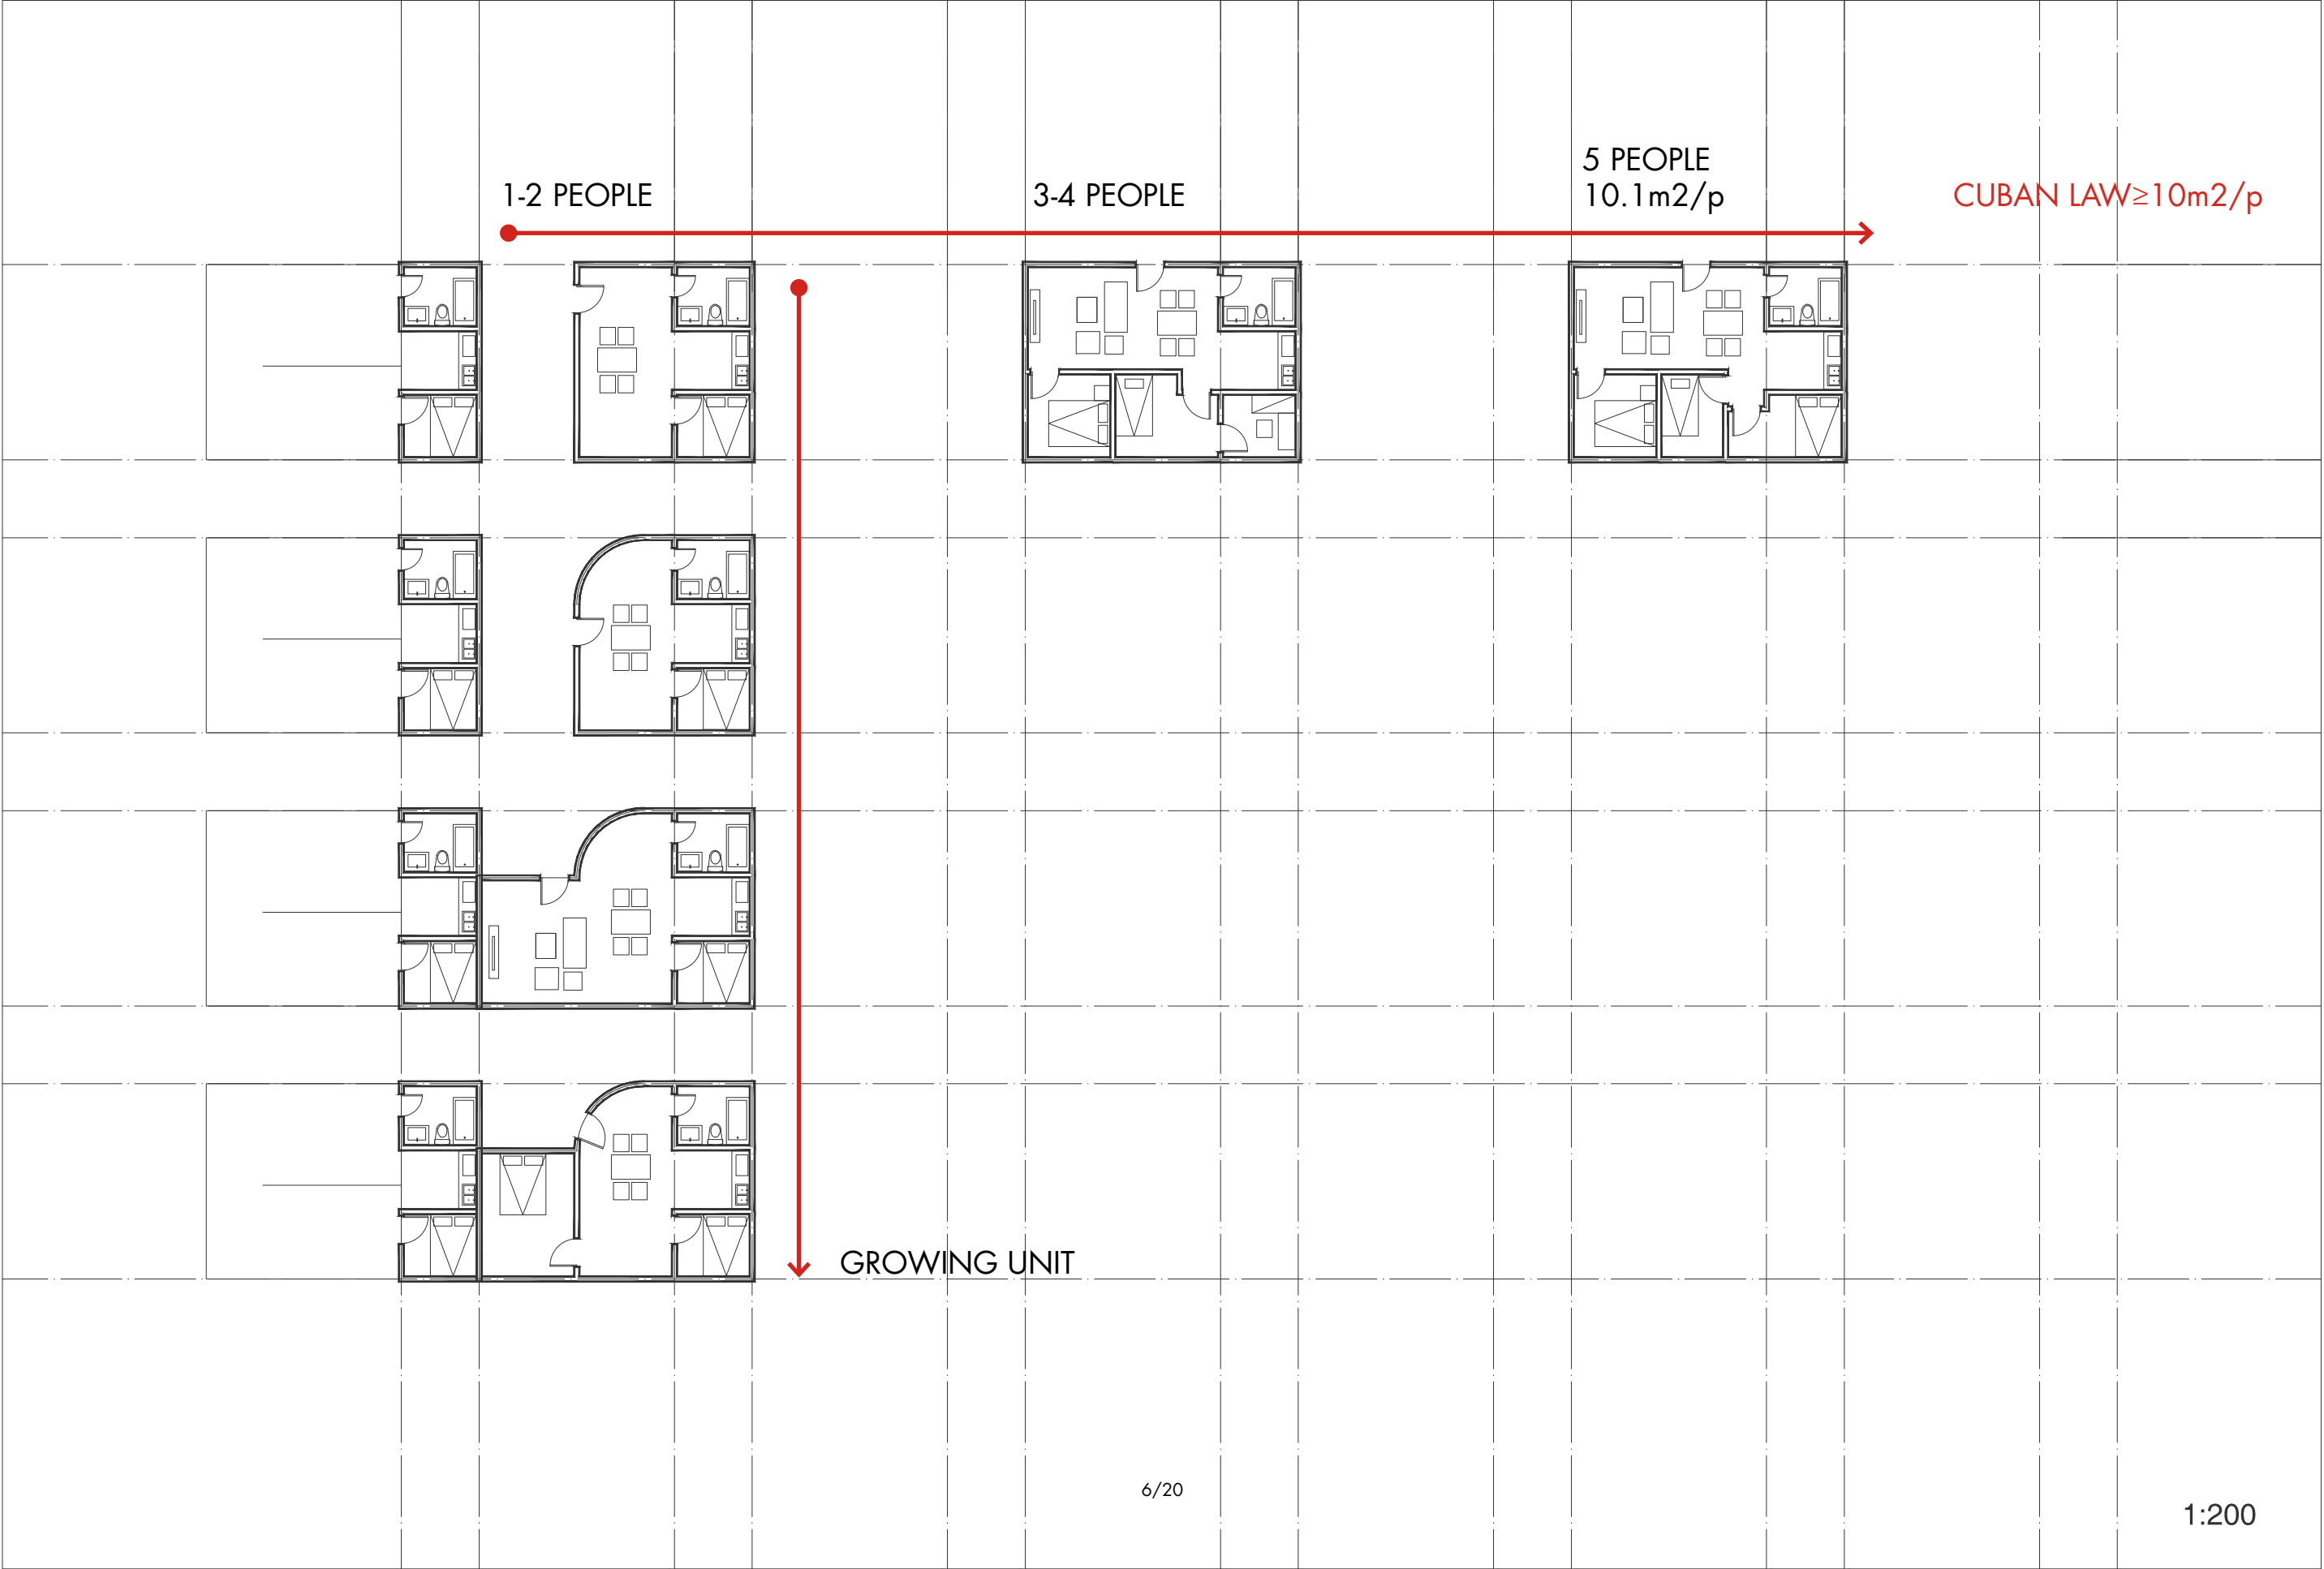 5 PEOPLE
1-2 PEOPLE
3-4 PEOPLE
10.1m2/p
CUBAN LAW≥10m2/p
GROWING UNIT
6/20
1:200